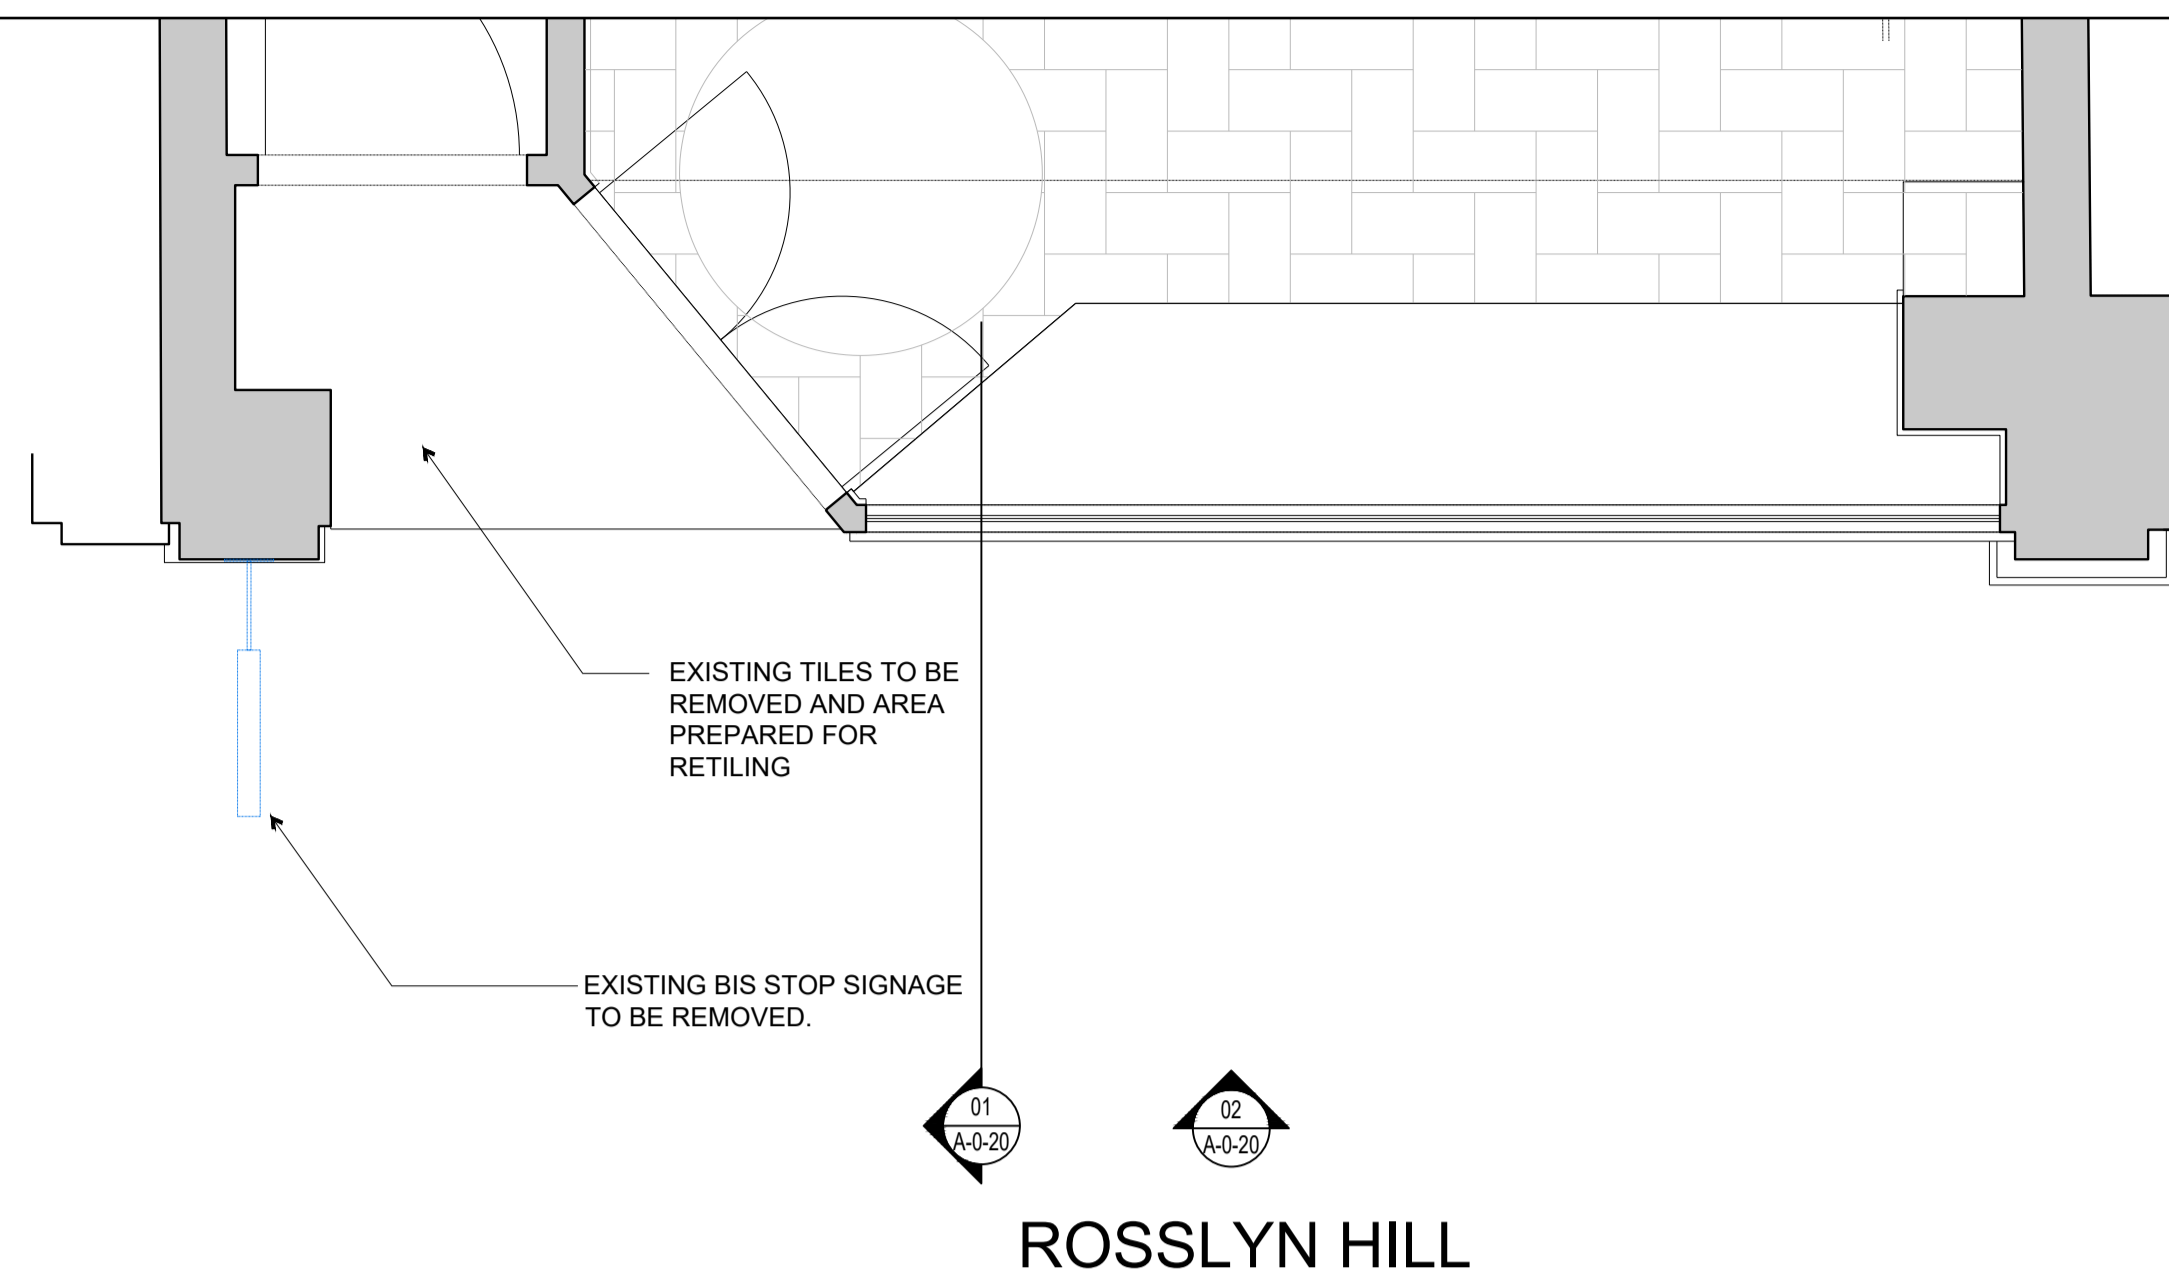 EXISTING TILES TO BE
REMOVED AND AREA
PREPARED FOR
RETILING
EXISTING BIS STOP SIGNAGE
TO BE REMOVED.
01
A-0-20
02
A-0-20
ROSSLYN HILL